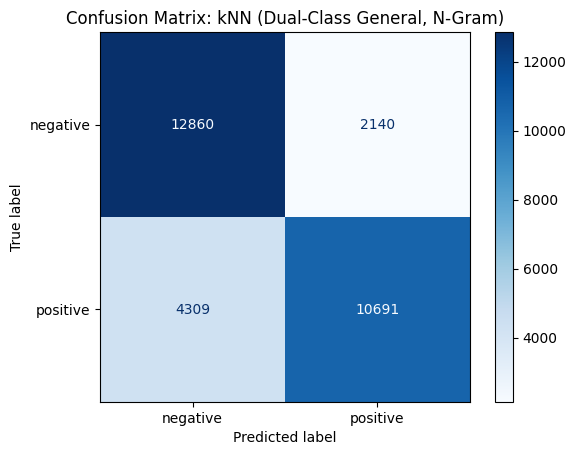 Confusion Matrix: kNN (Dual-Class General, N-Gram)
True label
negative
positive
12860
2140
4309
10691
negative
positive
Predicted label
12000
10000
8000
6000
4000